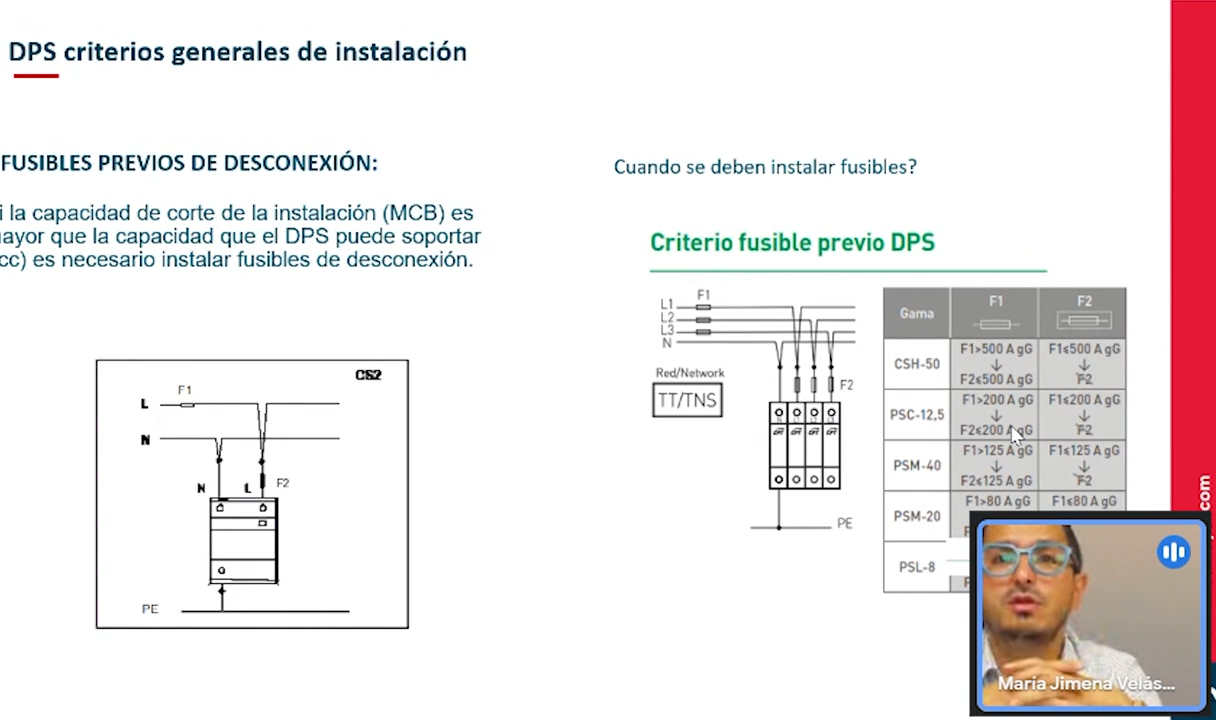 DPS criterios generales de instalación
FUSIBLES PREVIOS DE DESCONEXIÓN:
i la capacidad de corte de la instalación (MCB) es
ayor que la capacidad que el DPS puede soportar
cc) es necesario instalar fusibles de desconexión.
CS2
F1
L
N
N L F2
PE
Cuando se deben instalar fusibles?
Criterio fusible previo DPS
F1
L1
L2
L3
N
Red/Network
TT/TNS
F2
PE
Gama F1 F2
CSH-50 F1>500 A gG F1≤500 A gG
↓ ↓
F2≤500 A gG F2
PSC-12,5 F1>200 A gG F1≤200 A gG
↓ ↓
F2≤200 A gG F2
PSM-40 F1>125 A gG F1≤125 A gG
↓ ↓
F2≤125 A gG F2
PSM-20 F1>80 A gG F1≤80 A gG
PSL-8
.com
Maria Jimena Velás...